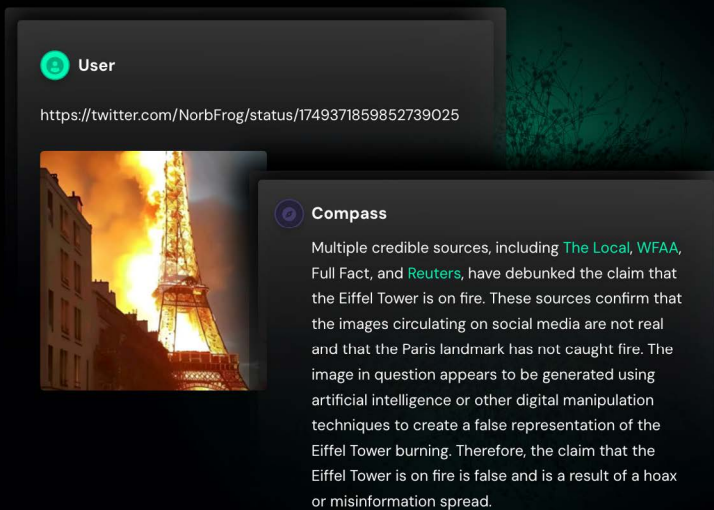 User
https://twitter.com/NorbFrog/status/1749371859852739025
Compass
Multiple credible sources, including The Local, WFAA,
Full Fact, and Reuters, have debunked the claim that
the Eiffel Tower is on fire. These sources confirm that
the images circulating on social media are not real
and that the Paris landmark has not caught fire. The
image in question appears to be generated using
artificial intelligence or other digital manipulation
techniques to create a false representation of the
Eiffel Tower burning. Therefore, the claim that the
Eiffel Tower is on fire is false and is a result of a hoax
or misinformation spread.